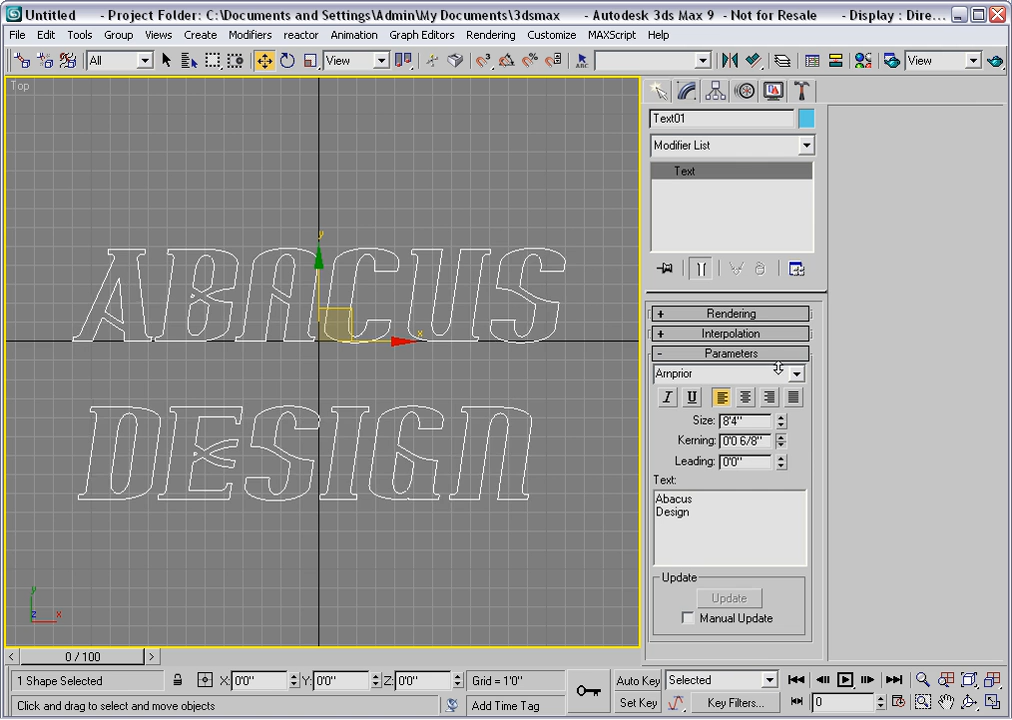 Untitled - Project Folder: C:\Documents and Settings\Admin\My Documents\3dsmax - Autodesk 3ds Max 9 - Not for Resale - Display : Dire...
File Edit Tools Group Views Create Modifiers reactor Animation Graph Editors Rendering Customize MAXScript Help
All View View
Top
Text01
Modifier List
Text
+ Rendering
+ Interpolation
- Parameters
Arnprior
I U
Size: 8'4"
Kerning: 0'0 6/8"
Leading: 0'0"
Text:
Abacus
Design
Update
Update
Manual Update
y
x
ABACUS
DESIGN
y
z x
< 0 / 100 >
1 Shape Selected X: 0'0" Y: 0'0" Z: 0'0" Grid = 1'0" Auto Key Selected
Click and drag to select and move objects Add Time Tag Set Key Key Filters... 0